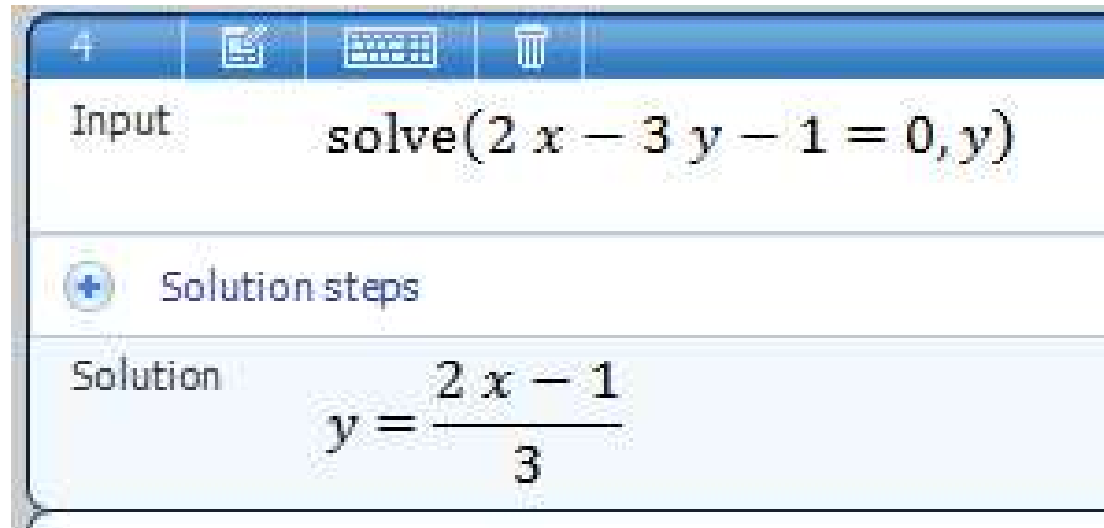 4
Input solve(2 x − 3 y − 1 = 0, y)
Solution steps
Solution y = (2 x − 1) / 3